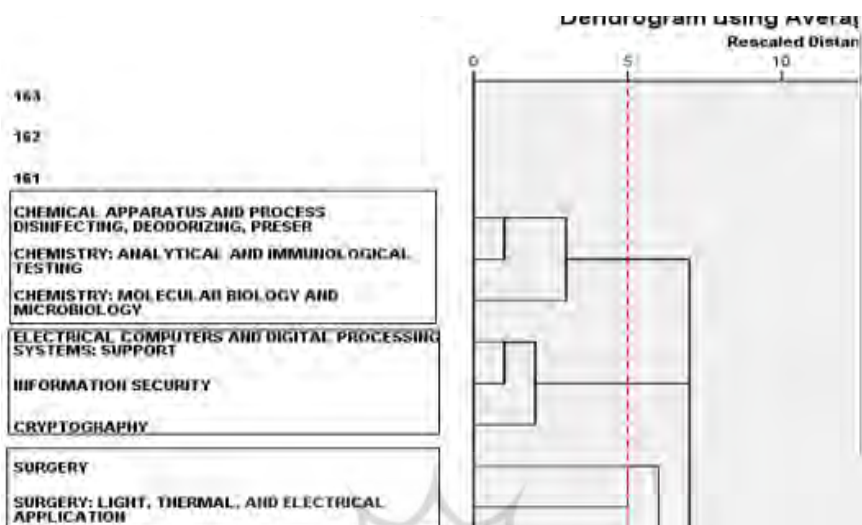 Dendrogram using Averag
Rescaled Distan
0 5 10
163
162
161
CHEMICAL APPARATUS AND PROCESS
DISINFECTING, DEODORIZING, PRESER
CHEMISTRY: ANALYTICAL AND IMMUNOLOGICAL
TESTING
CHEMISTRY: MOLECULAR BIOLOGY AND
MICROBIOLOGY
ELECTRICAL COMPUTERS AND DIGITAL PROCESSING
SYSTEMS: SUPPORT
INFORMATION SECURITY
CRYPTOGRAPHY
SURGERY
SURGERY: LIGHT, THERMAL, AND ELECTRICAL
APPLICATION